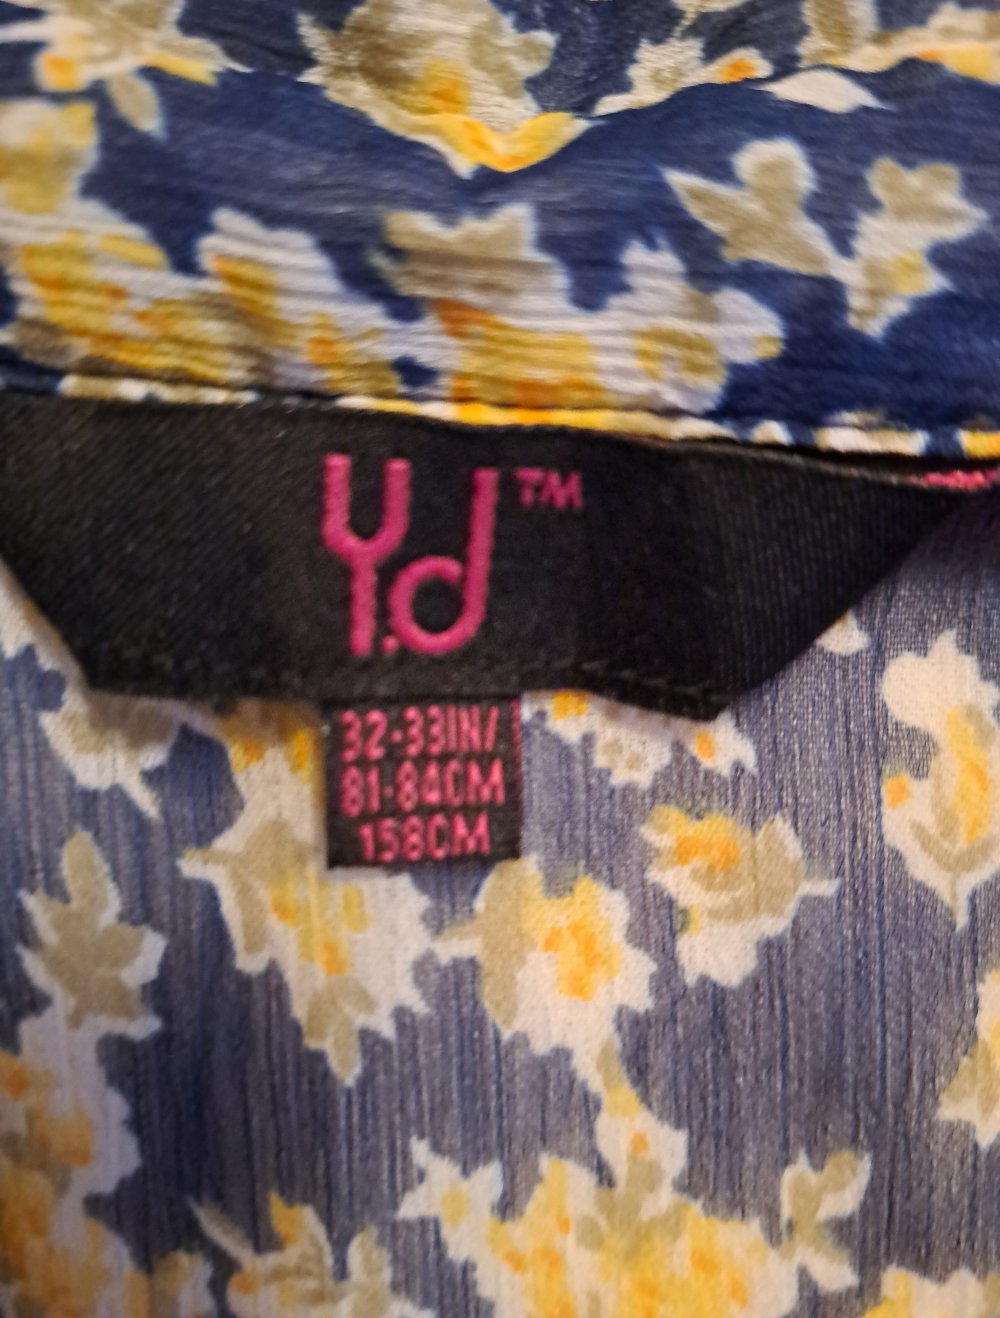 Y.d™
32-33IN/
81-84CM
158CM